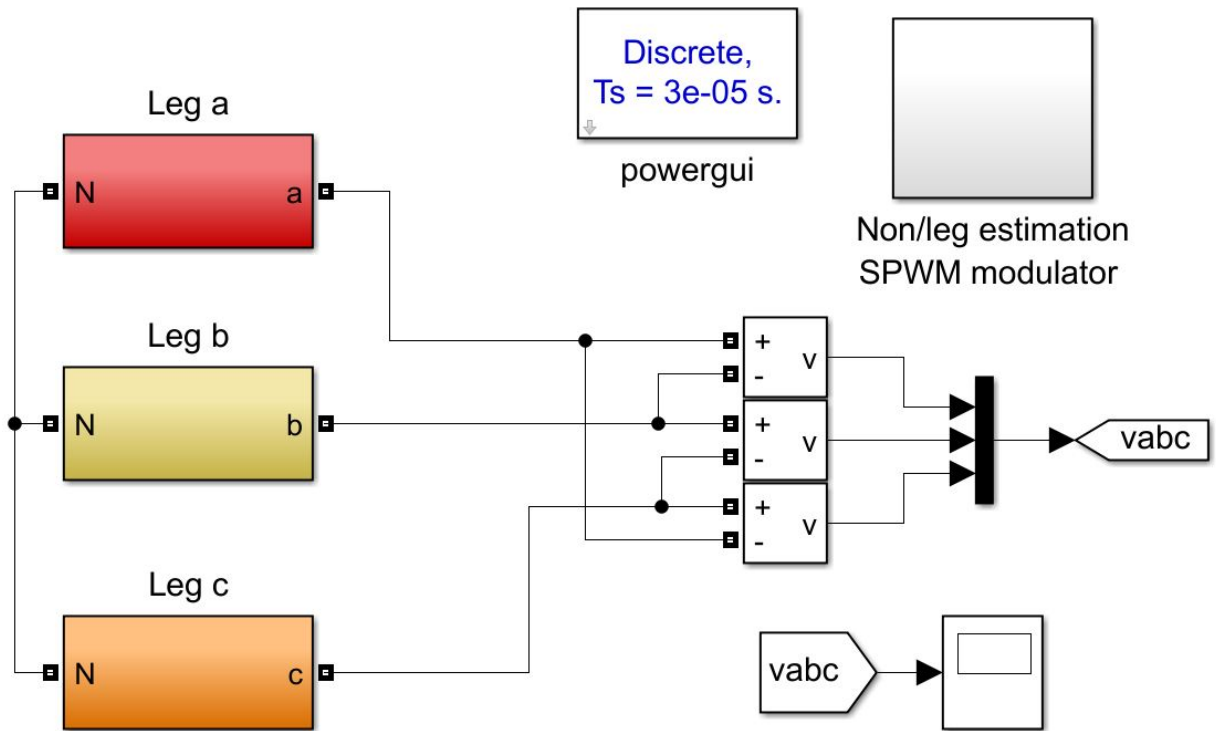 Discrete,
Ts = 3e-05 s.
powergui
Non/leg estimation
SPWM modulator
Leg a
N
a
Leg b
N
b
Leg c
N
c
+
-
v
+
-
v
+
-
v
vabc
vabc